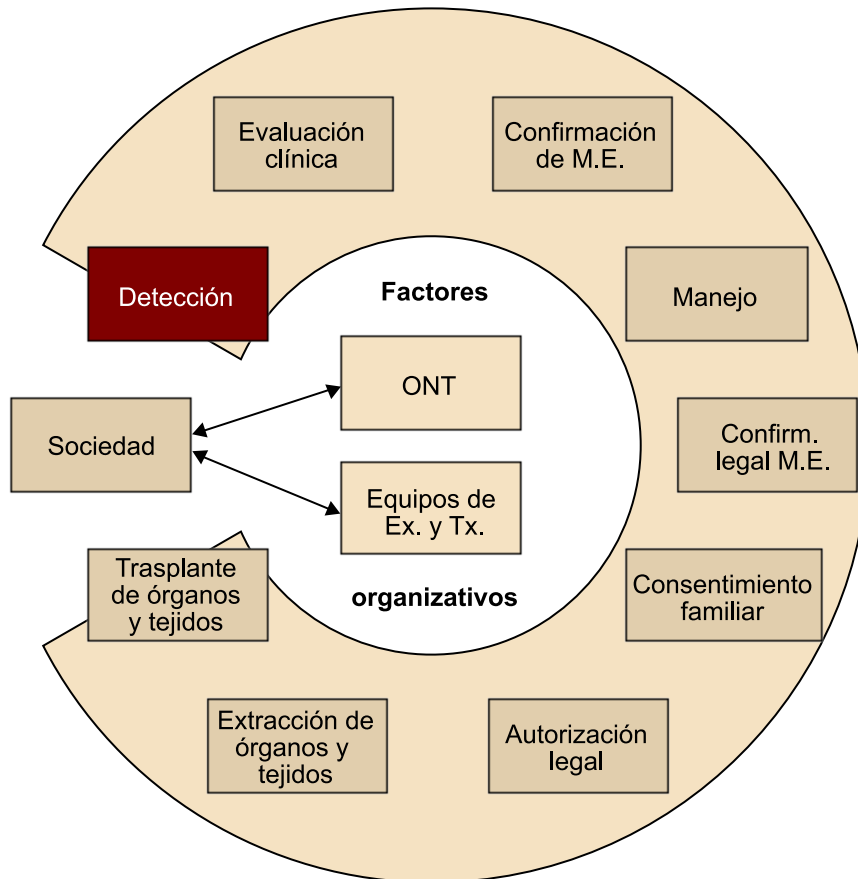 Evaluación
clínica
Confirmación
de M.E.
Detección
Factores
Manejo
ONT
Sociedad
Confirm.
legal M.E.
Equipos de
Ex. y Tx.
Trasplante
de órganos
y tejidos
organizativos
Consentimiento
familiar
Extracción de
órganos y
tejidos
Autorización
legal